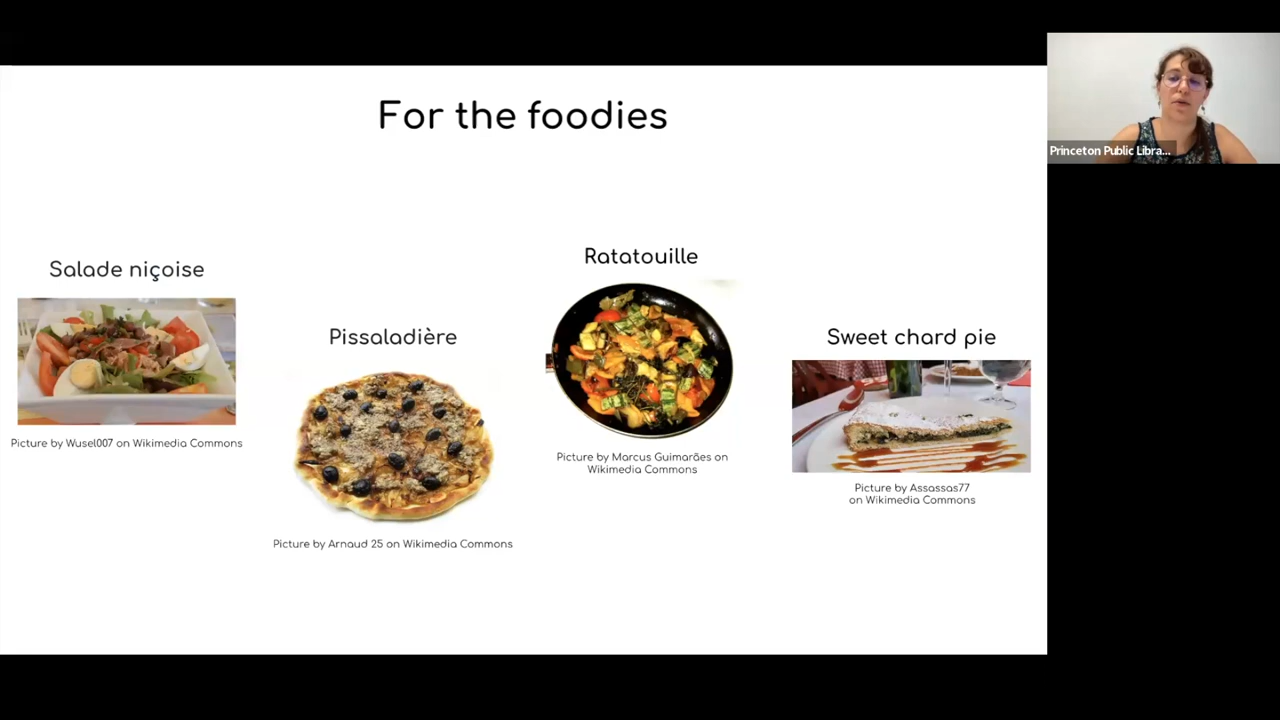 For the foodies
Princeton Public Libra...
Salade niçoise
Picture by Wusel007 on Wikimedia Commons
Pissaladière
Picture by Arnaud 25 on Wikimedia Commons
Ratatouille
Picture by Marcus Guimarães on
Wikimedia Commons
Sweet chard pie
Picture by Assassas77
on Wikimedia Commons